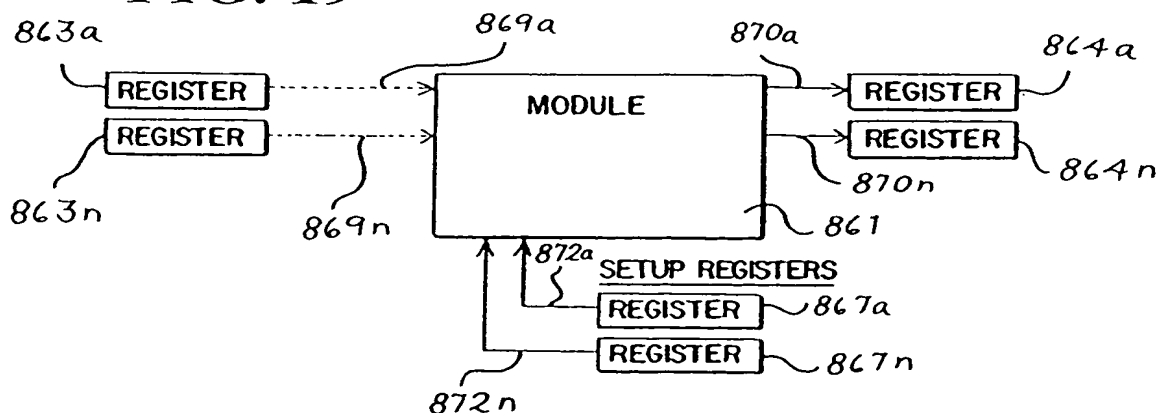 863a
869a
870a
864a
REGISTER
MODULE
REGISTER
REGISTER
REGISTER
863n
869n
870n
864n
861
872a
SETUP REGISTERS
REGISTER
867a
REGISTER
867n
872n